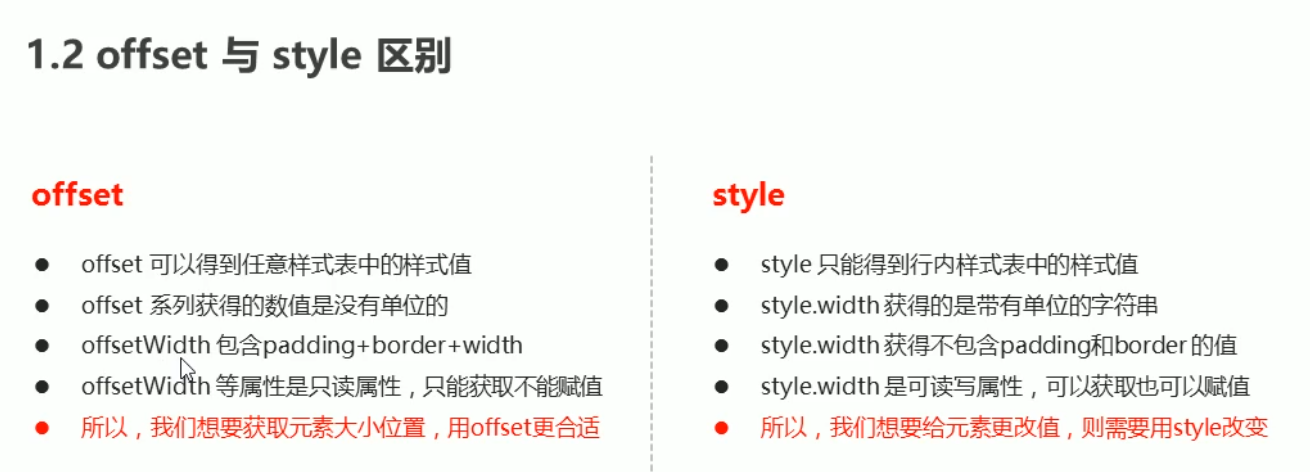 1.2 offset 与 style 区别
offset
● offset 可以得到任意样式表中的样式值
● offset 系列获得的数值是没有单位的
● offsetWidth 包含padding+border+width
● offsetWidth 等属性是只读属性，只能获取不能赋值
● 所以，我们想要获取元素大小位置，用offset更合适
style
● style 只能得到行内样式表中的样式值
● style.width 获得的是带有单位的字符串
● style.width 获得不包含padding和border 的值
● style.width 是可读写属性，可以获取也可以赋值
● 所以，我们想要给元素更改值，则需要用style改变